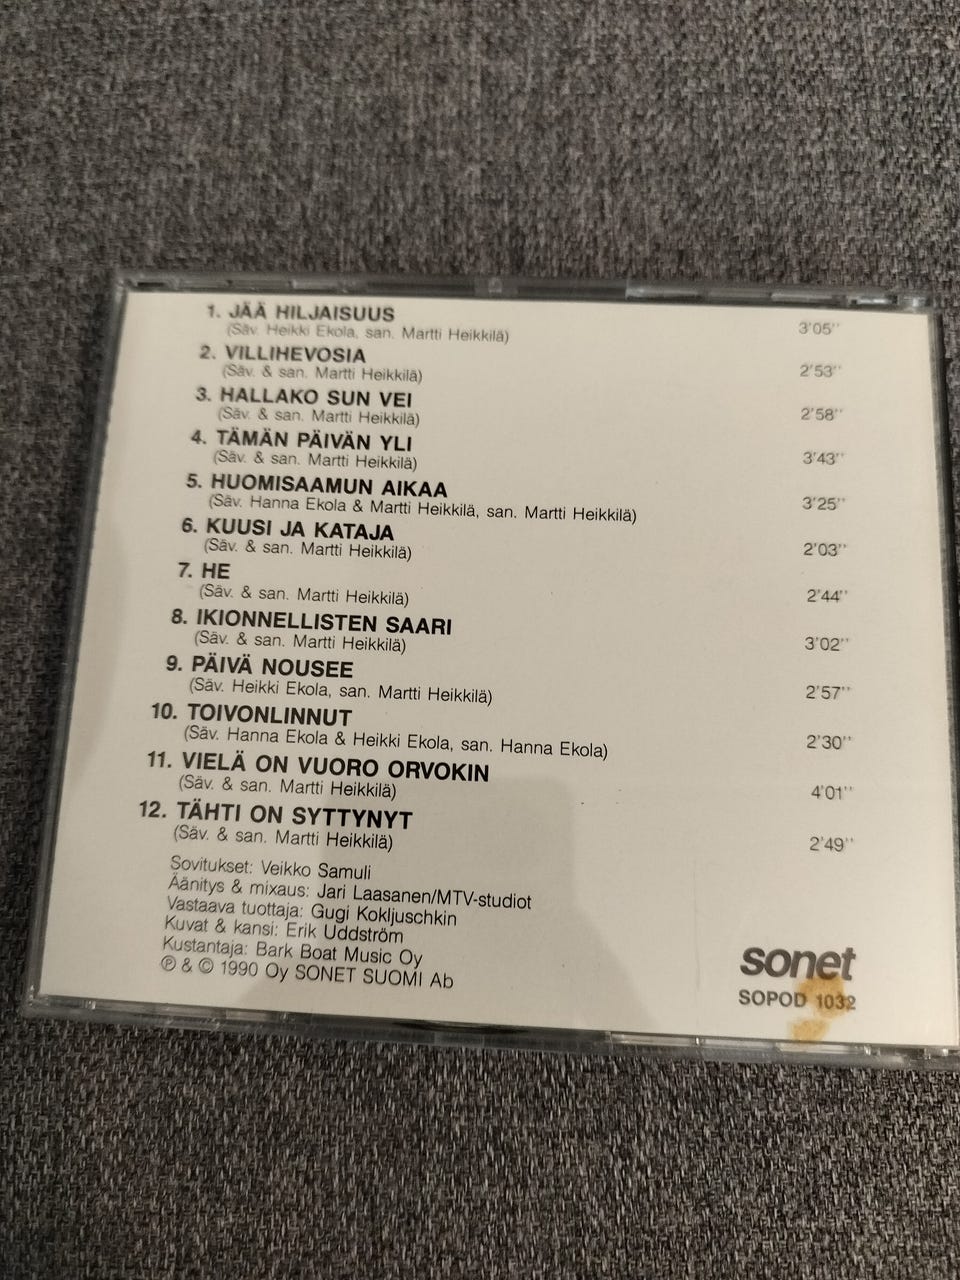 1. JÄÄ HILJAISUUS
(Säv. Heikki Ekola, san. Martti Heikkilä)
3'05''
2. VILLIHEVOSIA
(Säv. & san. Martti Heikkilä)
2'53''
3. HALLAKO SUN VEI
(Säv. & san. Martti Heikkilä)
2'58''
4. TÄMÄN PÄIVÄN YLI
(Säv. & san. Martti Heikkilä)
3'43''
5. HUOMISAAMUN AIKAA
(Säv. Hanna Ekola & Martti Heikkilä, san. Martti Heikkilä)
3'25''
6. KUUSI JA KATAJA
(Säv. & san. Martti Heikkilä)
2'03''
7. HE
(Säv. & san. Martti Heikkilä)
2'44''
8. IKIONNELLISTEN SAARI
(Säv. & san. Martti Heikkilä)
3'02''
9. PÄIVÄ NOUSEE
(Säv. Heikki Ekola, san. Martti Heikkilä)
2'57''
10. TOIVONLINNUT
(Säv. Hanna Ekola & Heikki Ekola, san. Hanna Ekola)
2'30''
11. VIELÄ ON VUORO ORVOKIN
(Säv. & san. Martti Heikkilä)
4'01''
12. TÄHTI ON SYTTYNYT
(Säv. & san. Martti Heikkilä)
2'49''
Sovitukset: Veikko Samuli
Äänitys & mixaus: Jari Laasanen/MTV-studiot
Vastaava tuottaja: Gugi Kokljuschkin
Kuvat & kansi: Erik Uddström
Kustantaja: Bark Boat Music Oy
℗ & © 1990 Oy SONET SUOMI Ab
sonet
SOPOD 1032